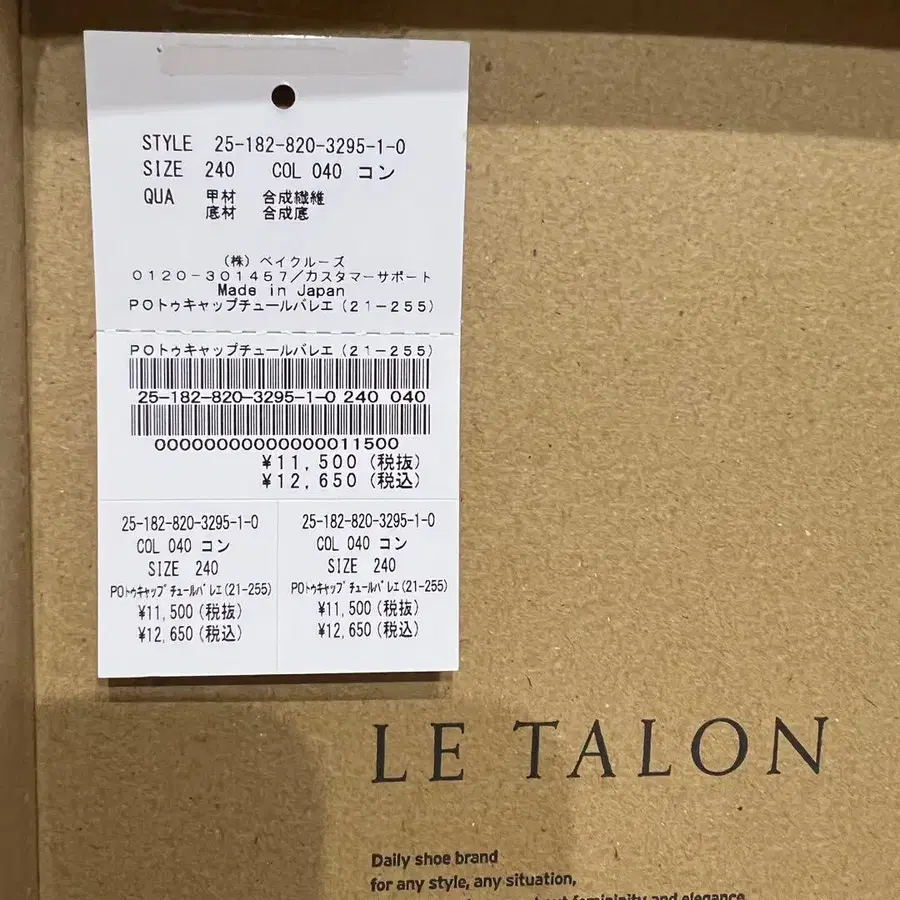 STYLE 25-182-820-3295-1-0
SIZE 240 COL 040 コン
QUA 甲材 合成繊維
底材 合成底
(株) ベイクルーズ
0120-301457/カスタマーサポート
Made in Japan
POトゥキャップチュールバレエ(21-255)
POトゥキャップチュールバレエ(21-255)
25-182-820-3295-1-0 240 040
00000000000000011500
¥11,500(税抜)
¥12,650(税込)
25-182-820-3295-1-0
COL 040 コン
SIZE 240
POトゥキャップチュールバレエ(21-255)
¥11,500(税抜)
¥12,650(税込)
25-182-820-3295-1-0
COL 040 コン
SIZE 240
POトゥキャップチュールバレエ(21-255)
¥11,500(税抜)
¥12,650(税込)
LE TALON
Daily shoe brand
for any style, any situation,
femininity and elegance